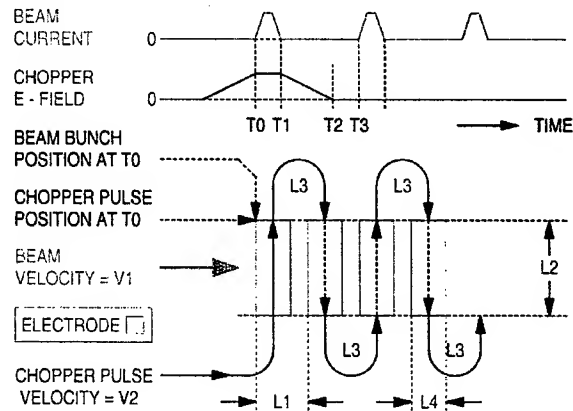 BEAM
CURRENT
0
CHOPPER
E - FIELD
0
T0 T1 T2 T3 TIME
BEAM BUNCH
POSITION AT T0
L3 L3
CHOPPER PULSE
POSITION AT T0
BEAM
VELOCITY = V1
L2
ELECTRODE
L3 L3
CHOPPER PULSE
VELOCITY = V2
L1 L4